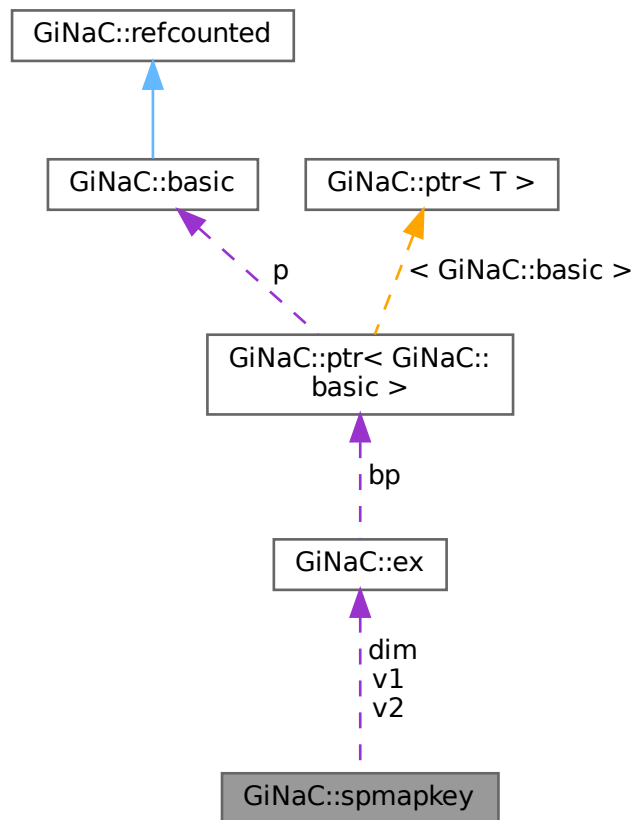 GiNaC::refcounted
GiNaC::basic
GiNaC::ptr< T >
p
< GiNaC::basic >
GiNaC::ptr< GiNaC::
basic >
bp
GiNaC::ex
dim
v1
v2
GiNaC::spmapkey